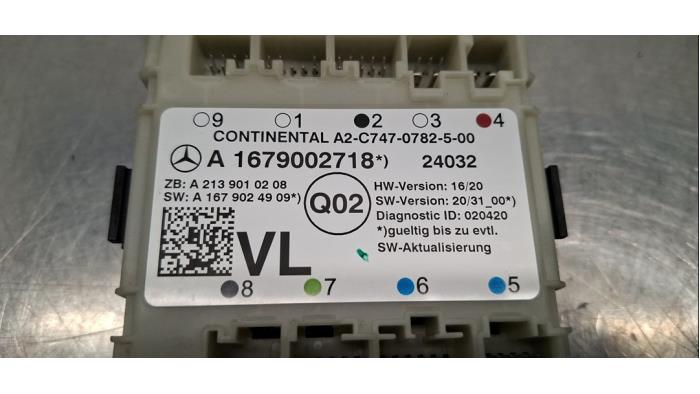 9 1 2 3 4
CONTINENTAL A2-C747-0782-5-00
A 1679002718*) 24032
ZB: A 213 901 02 08
SW: A 167 902 49 09*)
Q02
HW-Version: 16/20
SW-Version: 20/31_00*)
Diagnostic ID: 020420
*)gueltig bis zu evtl.
SW-Aktualisierung
VL
8 7 6 5